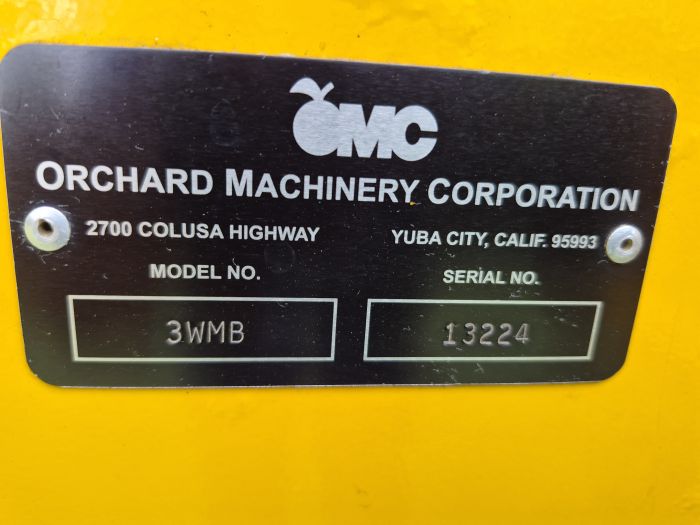 OMC
ORCHARD MACHINERY CORPORATION
2700 COLUSA HIGHWAY YUBA CITY, CALIF. 95993
MODEL NO. SERIAL NO.
3WMB 13224